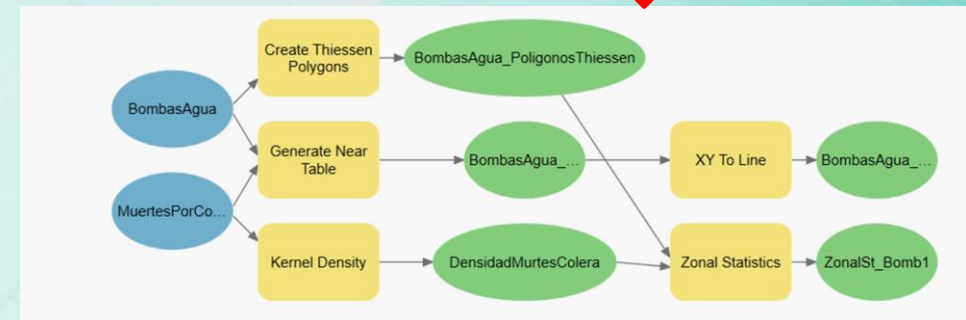 Create Thiessen
Polygons
BombasAgua_PoligonosThiessen
BombasAgua
Generate Near
Table
BombasAgua_...
XY To Line
BombasAgua_...
MuertesPorCo...
Kernel Density
DensidadMurtesColera
Zonal Statistics
ZonalSt_Bomb1